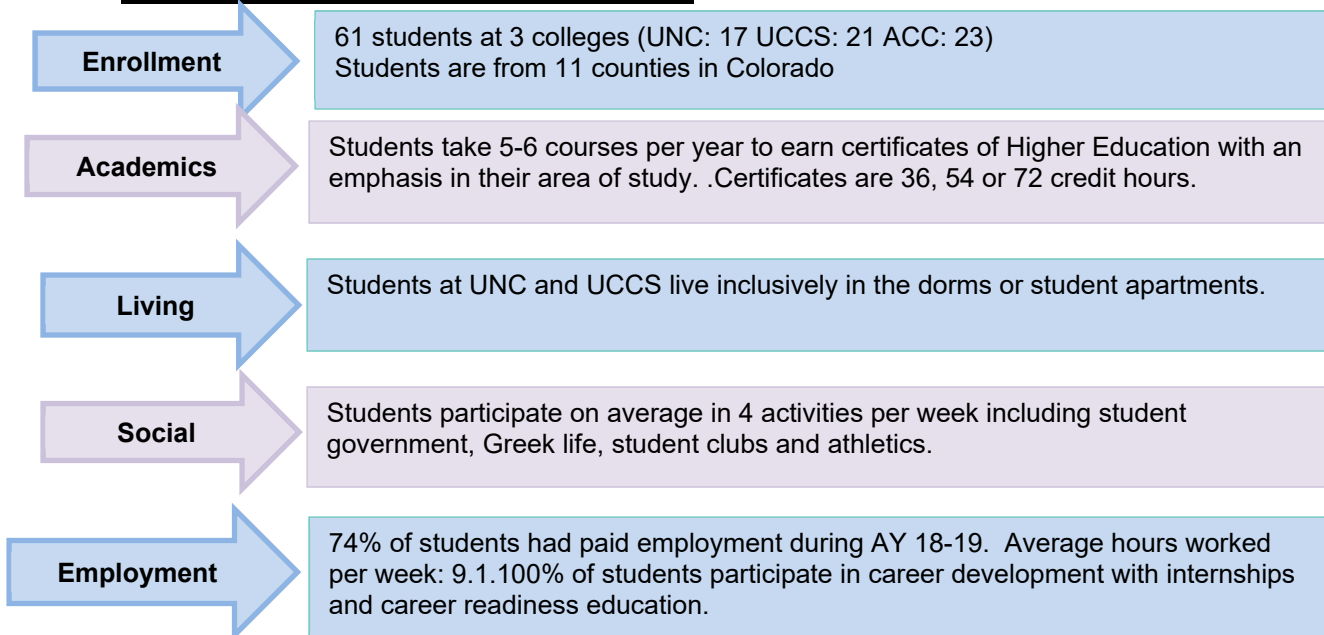 Enrollment
61 students at 3 colleges (UNC: 17 UCCS: 21 ACC: 23)
Students are from 11 counties in Colorado
Academics
Students take 5-6 courses per year to earn certificates of Higher Education with an
emphasis in their area of study. .Certificates are 36, 54 or 72 credit hours.
Living
Students at UNC and UCCS live inclusively in the dorms or student apartments.
Social
Students participate on average in 4 activities per week including student
government, Greek life, student clubs and athletics.
Employment
74% of students had paid employment during AY 18-19.  Average hours worked
per week: 9.1.100% of students participate in career development with internships
and career readiness education.